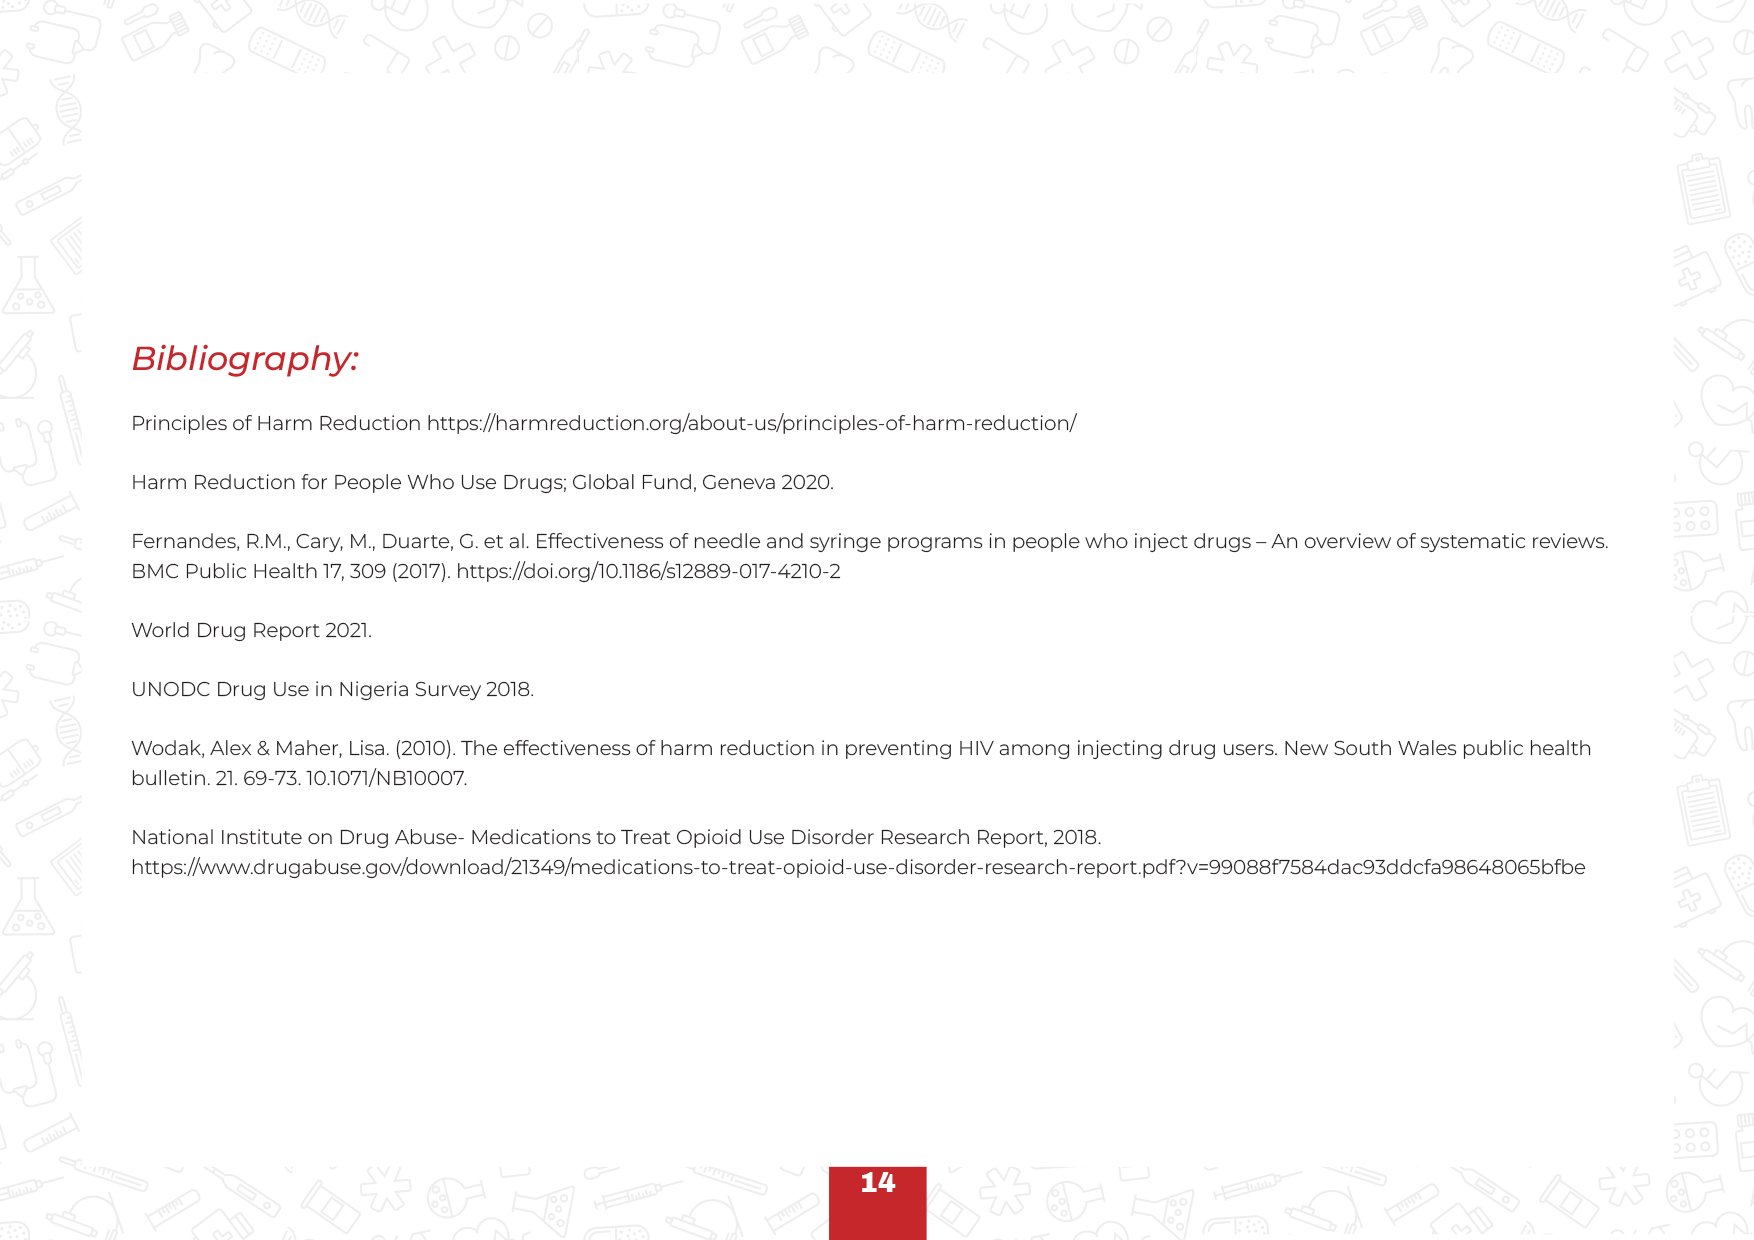 Bibliography:
Principles of Harm Reduction https://harmreduction.org/about-us/principles-of-harm-reduction/
Harm Reduction for People Who Use Drugs; Global Fund, Geneva 2020.
Fernandes, R.M., Cary, M., Duarte, G. et al. Effectiveness of needle and syringe programs in people who inject drugs – An overview of systematic reviews.
BMC Public Health 17, 309 (2017). https://doi.org/10.1186/s12889-017-4210-2
World Drug Report 2021.
UNODC Drug Use in Nigeria Survey 2018.
Wodak, Alex & Maher, Lisa. (2010). The effectiveness of harm reduction in preventing HIV among injecting drug users. New South Wales public health
bulletin. 21. 69-73. 10.1071/NB10007.
National Institute on Drug Abuse- Medications to Treat Opioid Use Disorder Research Report, 2018.
https://www.drugabuse.gov/download/21349/medications-to-treat-opioid-use-disorder-research-report.pdf?v=99088f7584dac93ddcfa98648065bfbe
14